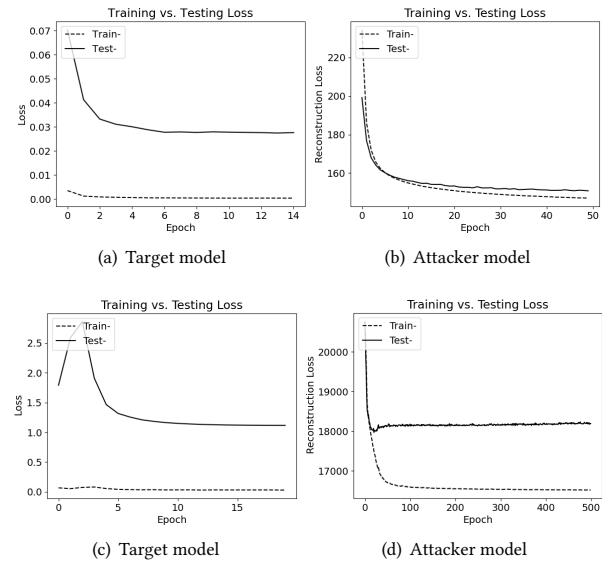 Training vs. Testing Loss
Train-
Test-
0.07
0.06
0.05
0.04
0.03
0.02
0.01
0.00
Loss
0 2 4 6 8 10 12 14
Epoch
(a) Target model
Training vs. Testing Loss
Train-
Test-
220
200
180
160
Reconstruction Loss
0 10 20 30 40 50
Epoch
(b) Attacker model
Training vs. Testing Loss
Train-
Test-
2.5
2.0
1.5
1.0
0.5
0.0
Loss
0 5 10 15
Epoch
(c) Target model
Training vs. Testing Loss
Train-
Test-
20000
19000
18000
17000
Reconstruction Loss
0 100 200 300 400 500
Epoch
(d) Attacker model